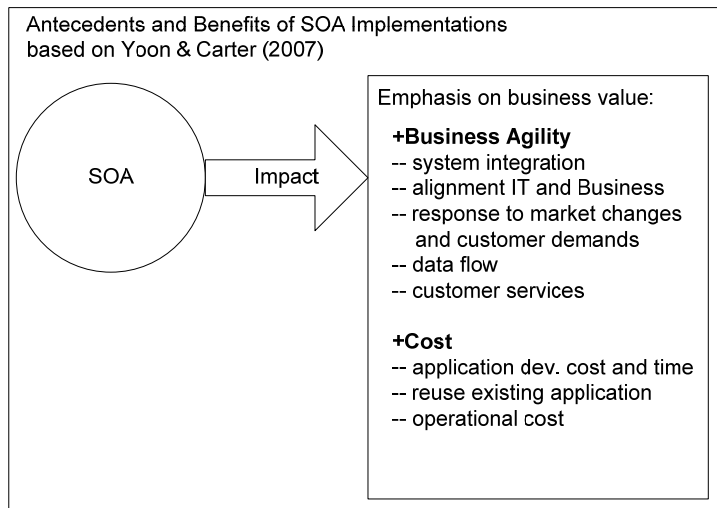 Antecedents and Benefits of SOA Implementations
based on Yoon & Carter (2007)
SOA
Impact
Emphasis on business value:
+Business Agility
-- system integration
-- alignment IT and Business
-- response to market changes
and customer demands
-- data flow
-- customer services
+Cost
-- application dev. cost and time
-- reuse existing application
-- operational cost